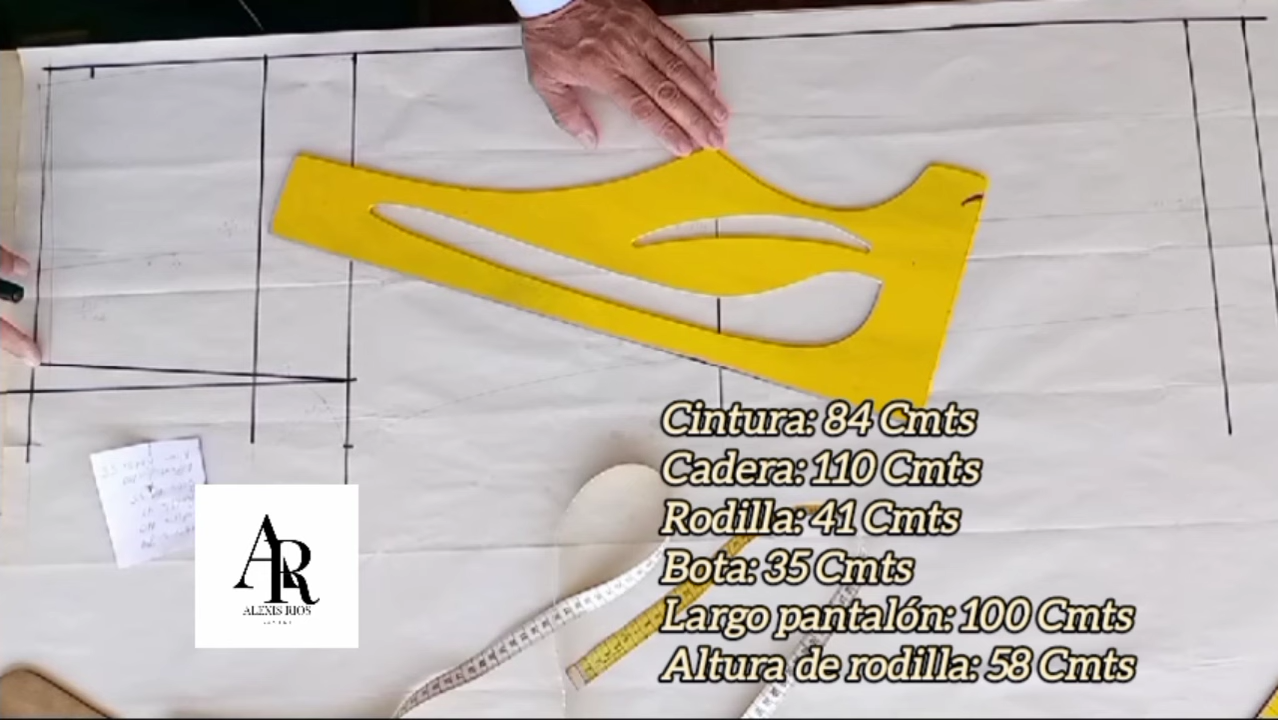 Cintura: 84 Cmts
Cadera: 110 Cmts
Rodilla: 41 Cmts
Bota: 35 Cmts
Largo pantalón: 100 Cmts
Altura de rodilla: 58 Cmts
AR
ALEXIS RIOS